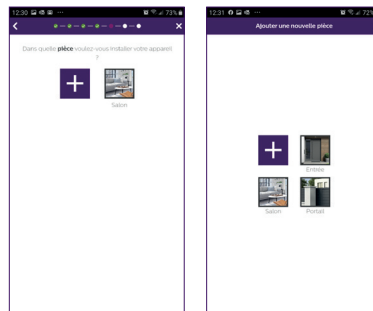 12:30 73%
Dans quelle pièce voulez-vous installer votre appareil
?
Salon
12:31 72%
Ajouter une nouvelle pièce
Entrée
Salon Portail